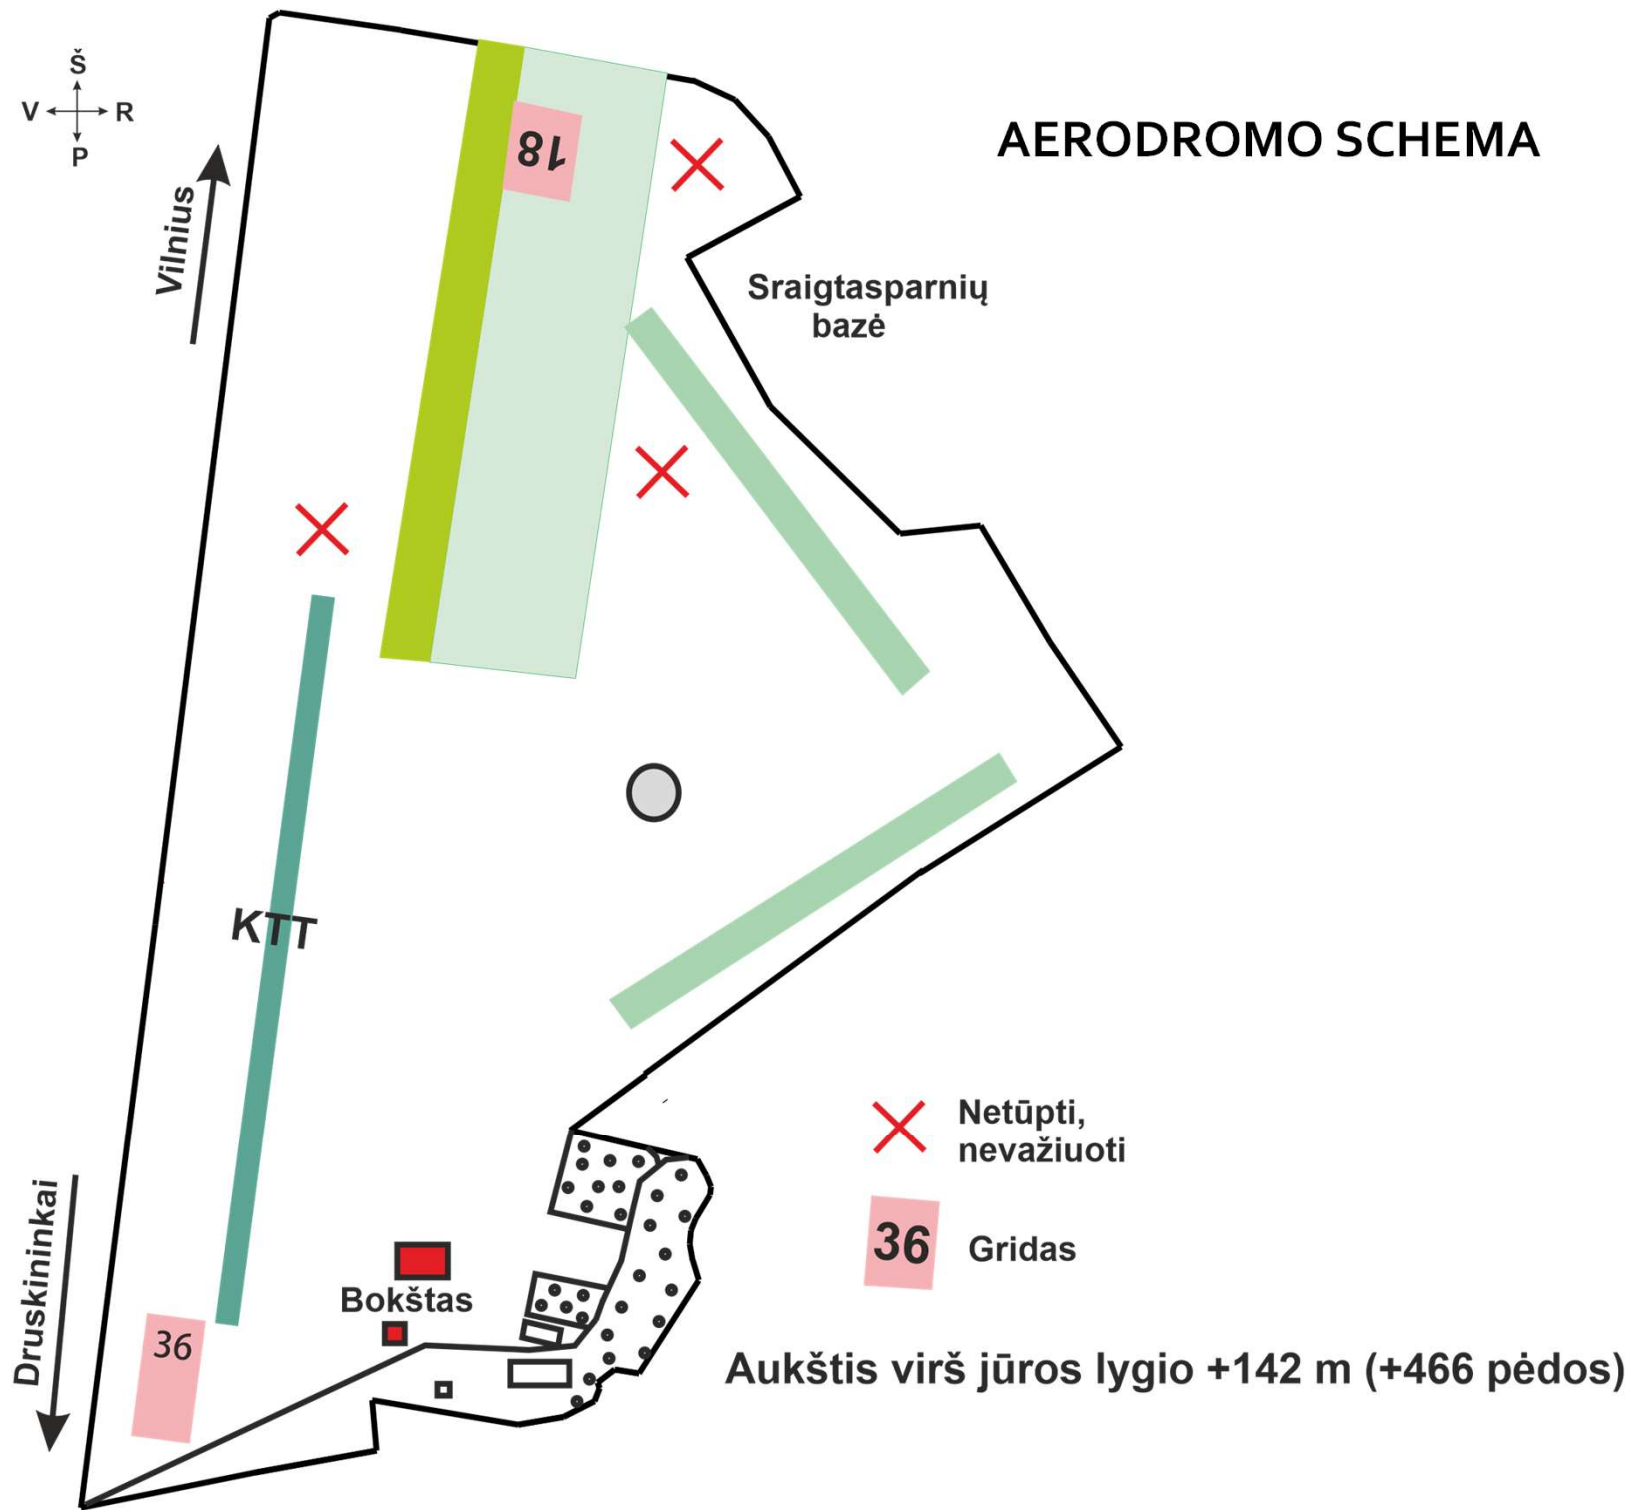 Š
V R
P
AERODROMO SCHEMA
18
Vilnius
Sraigtasparnių
bazė
KTT
Netūpti,
nevažiuoti
36
Gridas
Bokštas
Druskininkai
36
Aukštis virš jūros lygio +142 m (+466 pėdos)